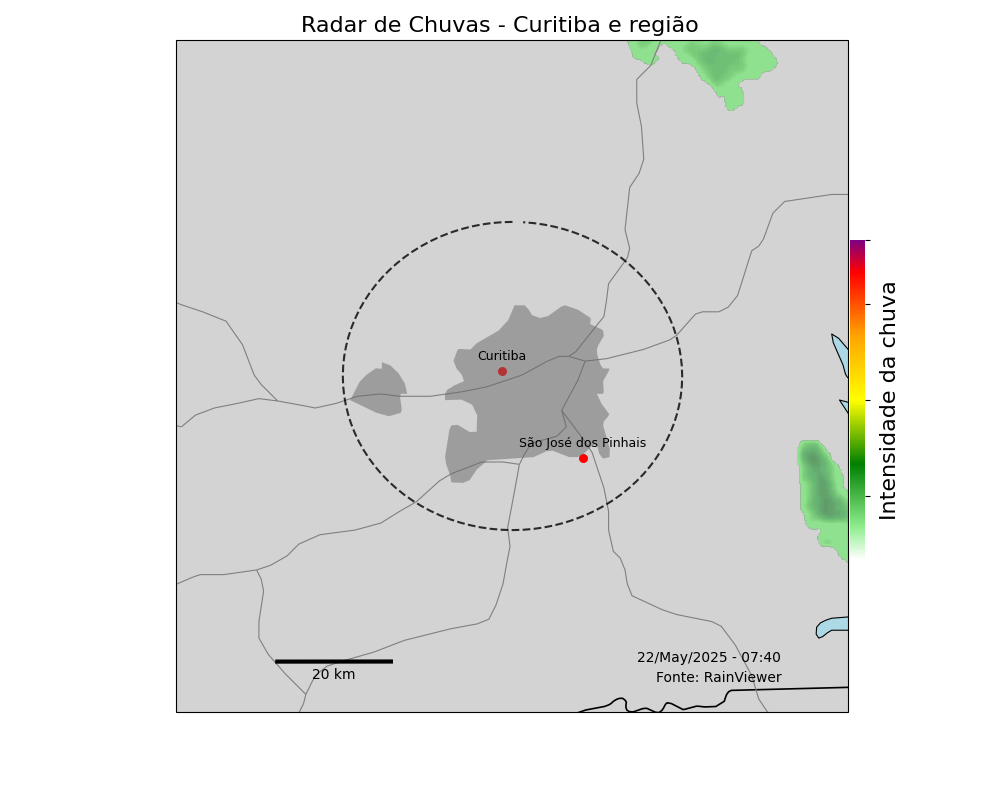 Radar de Chuvas - Curitiba e região
Curitiba
São José dos Pinhais
Intensidade da chuva
22/May/2025 - 07:40
Fonte: RainViewer
20 km